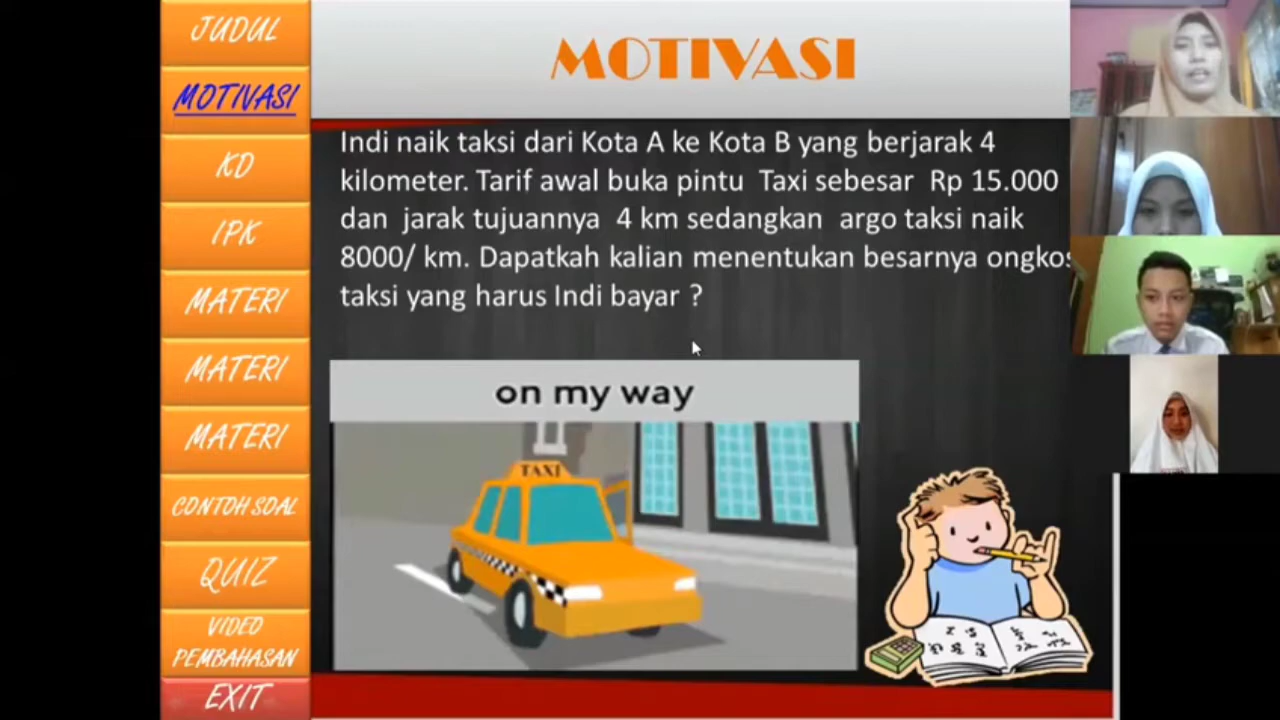 JUDUL
MOTIVASI
KD
IPK
MATERI
MATERI
MATERI
CONTOH SOAL
QUIZ
VIDEO
PEMBAHASAN
EXIT
MOTIVASI
Indi naik taksi dari Kota A ke Kota B yang berjarak 4
kilometer. Tarif awal buka pintu Taxi sebesar Rp 15.000
dan jarak tujuannya 4 km sedangkan argo taksi naik
8000/ km. Dapatkah kalian menentukan besarnya ongkos
taksi yang harus Indi bayar ?
on my way
TAXI